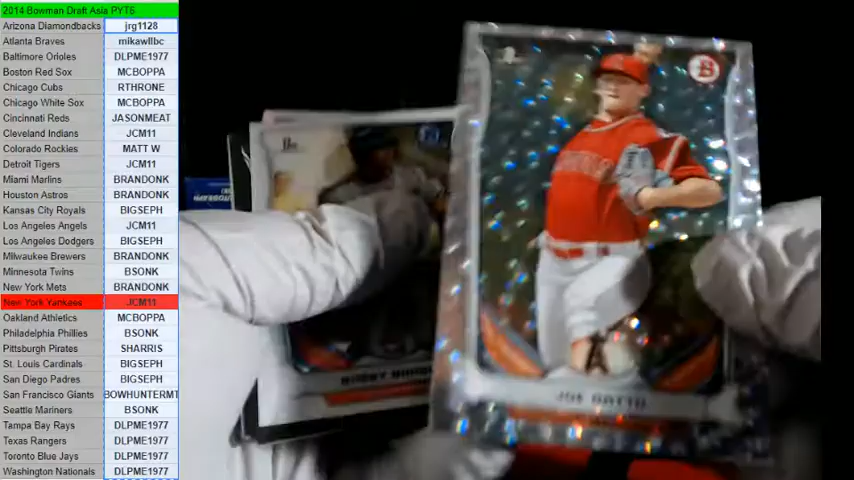 2014 Bowman Draft Asia PYT5
Arizona Diamondbacks jrg1128
Atlanta Braves mikawllbc
Baltimore Orioles DLPME1977
Boston Red Sox MCBOPPA
Chicago Cubs RTHRONE
Chicago White Sox MCBOPPA
Cincinnati Reds JASONMEAT
Cleveland Indians JCM11
Colorado Rockies MATT W
Detroit Tigers JCM11
Miami Marlins BRANDONK
Houston Astros BRANDONK
Kansas City Royals BIGSEPH
Los Angeles Angels JCM11
Los Angeles Dodgers BIGSEPH
Milwaukee Brewers BRANDONK
Minnesota Twins BSONK
New York Mets BRANDONK
New York Yankees JCM11
Oakland Athletics MCBOPPA
Philadelphia Phillies BSONK
Pittsburgh Pirates SHARRIS
St. Louis Cardinals BIGSEPH
San Diego Padres BIGSEPH
San Francisco Giants BOWHUNTERMT
Seattle Mariners BSONK
Tampa Bay Rays DLPME1977
Texas Rangers DLPME1977
Toronto Blue Jays DLPME1977
Washington Nationals DLPME1977
B
JOE GATTO